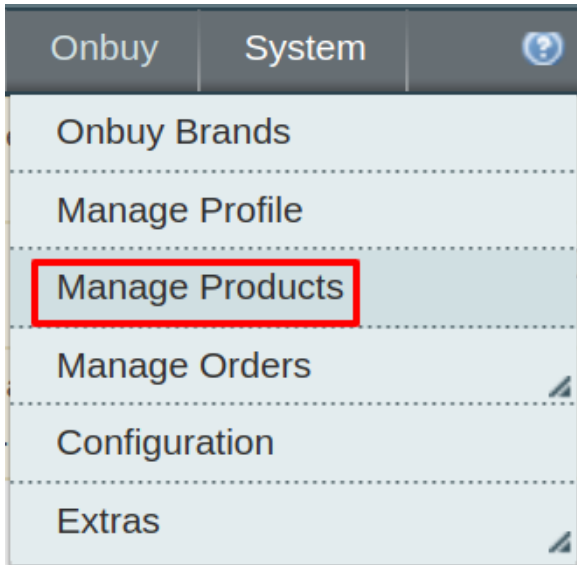 Onbuy System
Onbuy Brands
Manage Profile
Manage Products
Manage Orders
Configuration
Extras